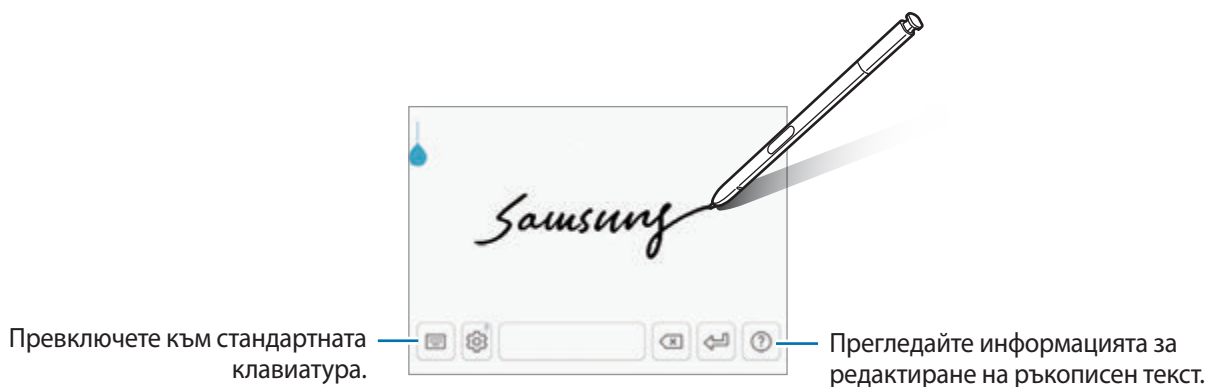 Samsung
Превключете към стандартната
клавиатура.
Прегледайте информацията за
редактиране на ръкописен текст.